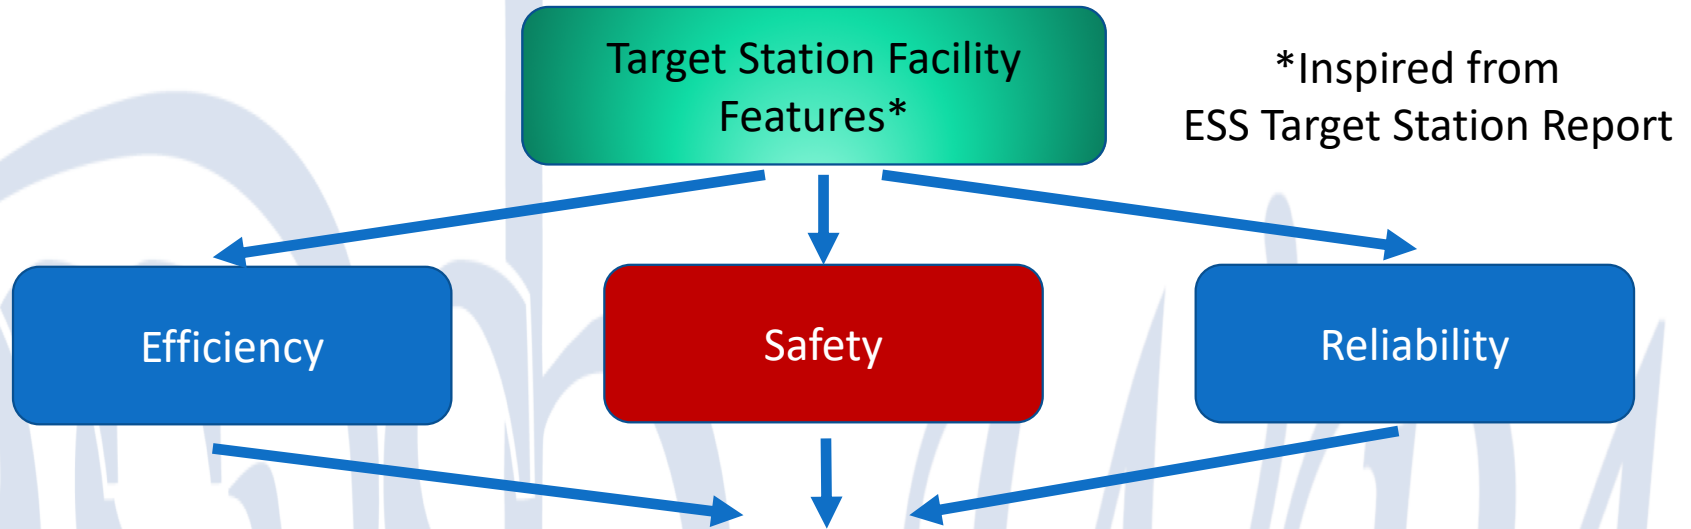 Target Station Facility
Features*
*Inspired from
ESS Target Station Report
Efficiency
Safety
Reliability